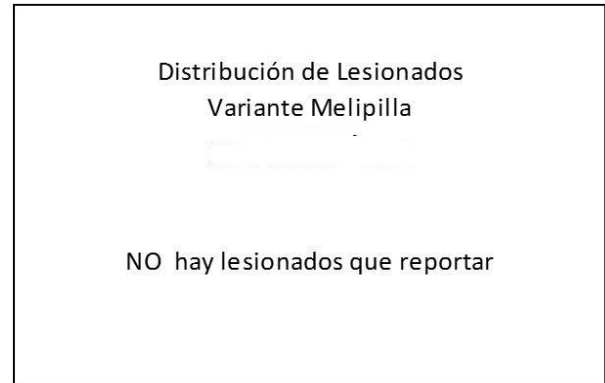 Distribución de Lesionados
Variante Melipilla
NO hay lesionados que reportar